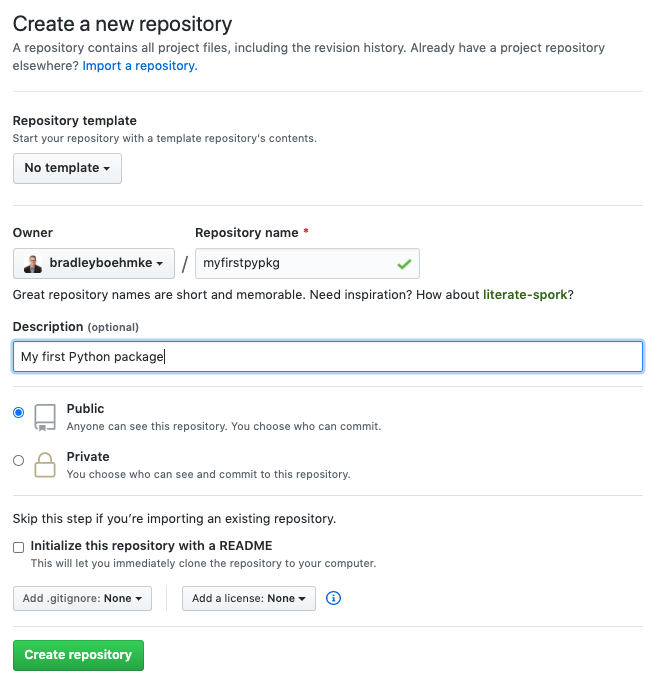 Create a new repository
A repository contains all project files, including the revision history. Already have a project repository
elsewhere? Import a repository.
Repository template
Start your repository with a template repository's contents.
No template
Owner
Repository name *
bradleyboehmke / myfirstpypkg
Great repository names are short and memorable. Need inspiration? How about literate-spork?
Description (optional)
My first Python package
Public
Anyone can see this repository. You choose who can commit.
Private
You choose who can see and commit to this repository.
Skip this step if you’re importing an existing repository.
Initialize this repository with a README
This will let you immediately clone the repository to your computer.
Add .gitignore: None
Add a license: None
Create repository